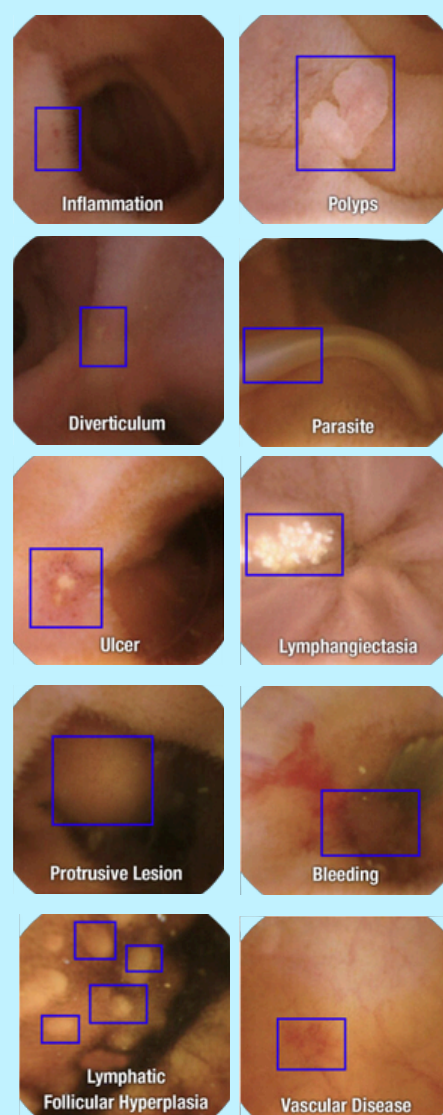 Inflammation
Polyps
Diverticulum
Parasite
Ulcer
Lymphangiectasia
Protrusive Lesion
Bleeding
Lymphatic
Follicular Hyperplasia
Vascular Disease